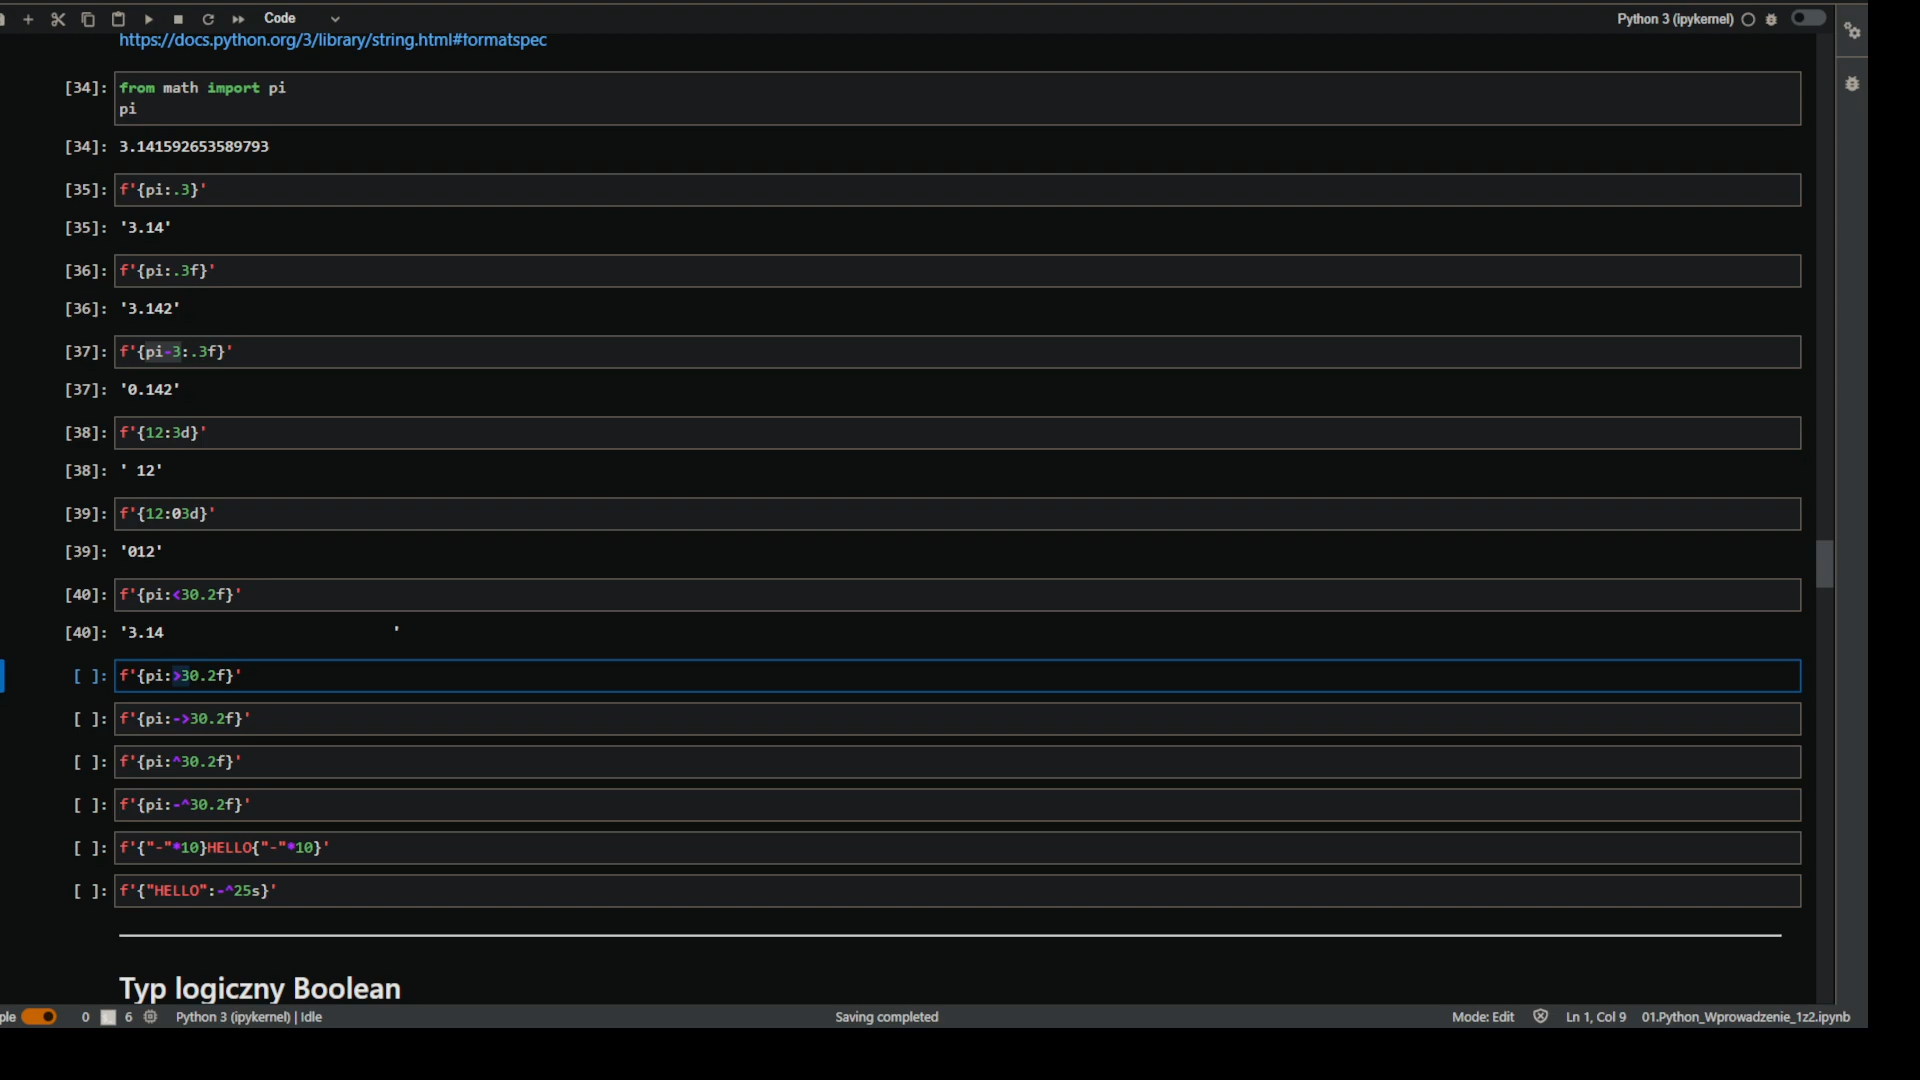 Code
Python 3 (ipykernel)
https://docs.python.org/3/library/string.html#formatspec
[34]: from math import pi
pi
[34]: 3.141592653589793
[35]: f'{pi:.3}'
[35]: '3.14'
[36]: f'{pi:.3f}'
[36]: '3.142'
[37]: f'{pi-3:.3f}'
[37]: '0.142'
[38]: f'{12:3d}'
[38]: ' 12'
[39]: f'{12:03d}'
[39]: '012'
[40]: f'{pi:<30.2f}'
[40]: '3.14                          '
[ ]: f'{pi:>30.2f}'
[ ]: f'{pi:->30.2f}'
[ ]: f'{pi:^30.2f}'
[ ]: f'{pi:-^30.2f}'
[ ]: f'{"-"*10}HELLO{"-"*10}'
[ ]: f'{"HELLO":-^25s}'
Typ logiczny Boolean
ple 0 6 Python 3 (ipykernel) | Idle Saving completed Mode: Edit Ln 1, Col 9 01.Python_Wprowadzenie_1z2.ipynb